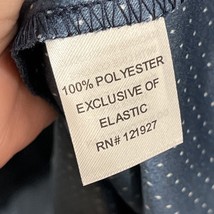 100% POLYESTER
EXCLUSIVE OF
ELASTIC
RN# 121927